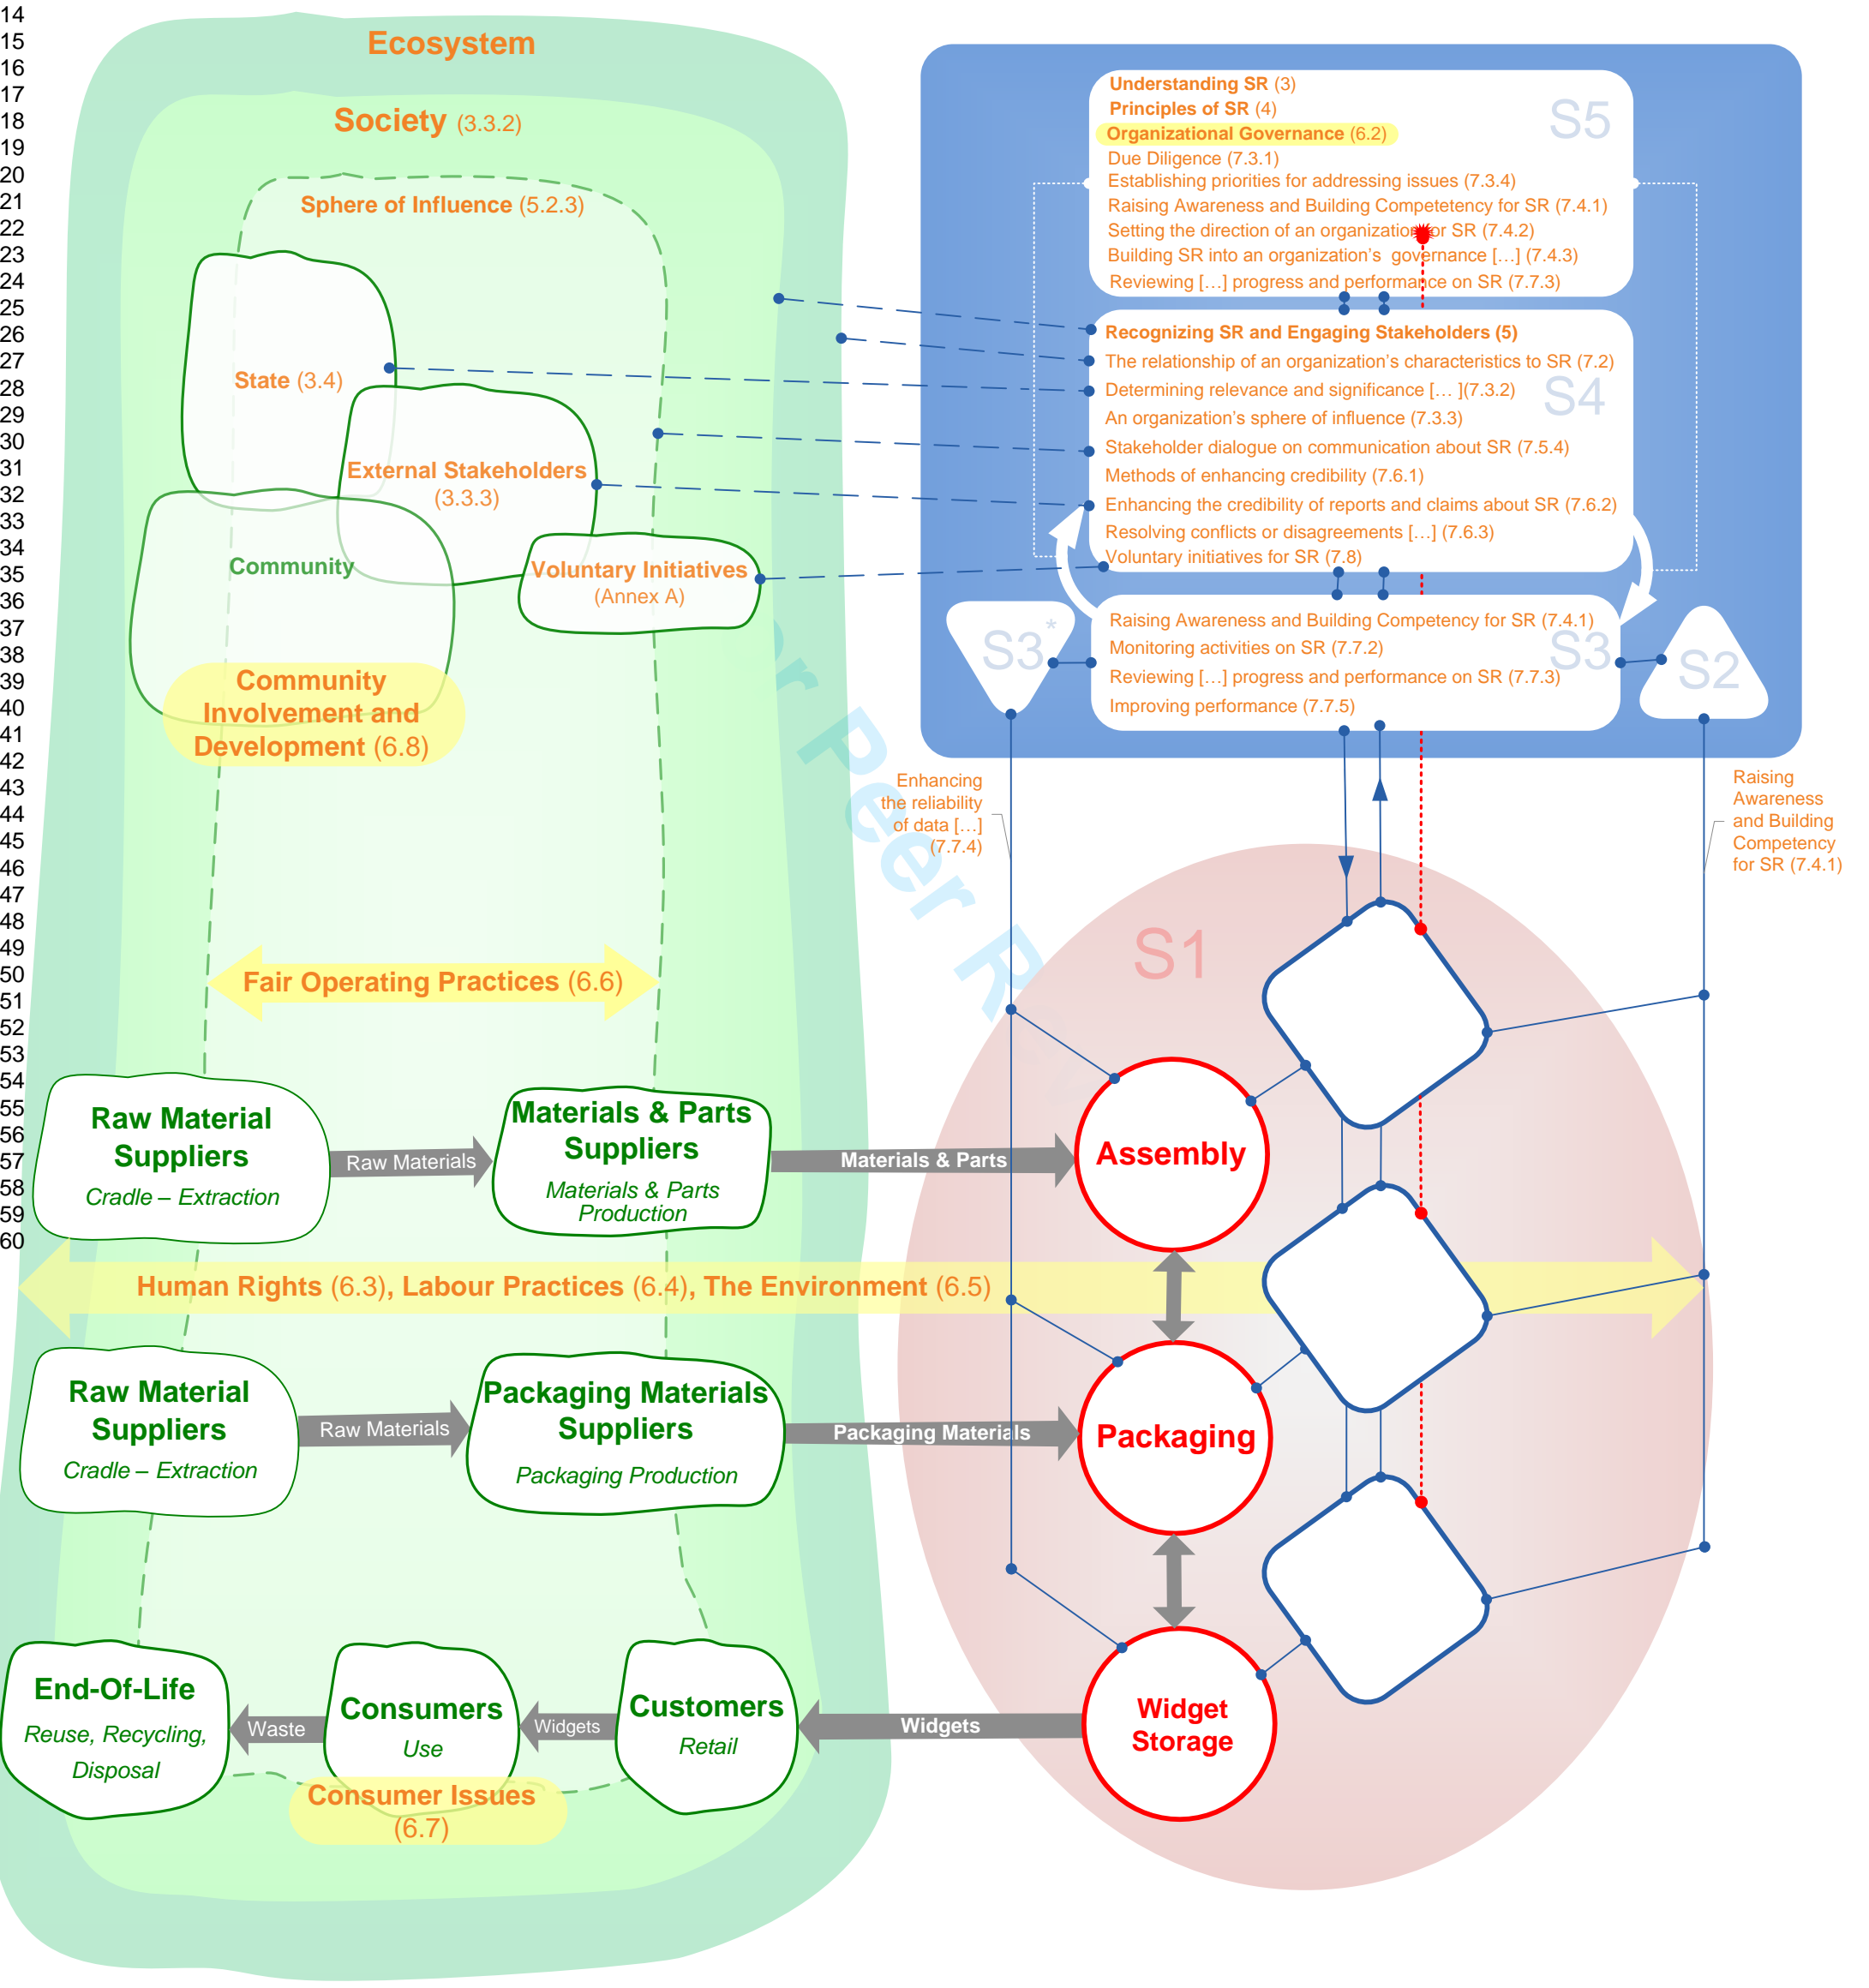 14
15
16
17
18
19
20
21
22
23
24
25
26
27
28
29
30
31
32
33
34
35
36
37
38
39
40
41
42
43
44
45
46
47
48
49
50
51
52
53
54
55
56
57
58
59
60
Ecosystem
Society (3.3.2)
Sphere of Influence (5.2.3)
State (3.4)
External Stakeholders
(3.3.3)
Community
Voluntary Initiatives
(Annex A)
Community
Involvement and
Development (6.8)
Fair Operating Practices (6.6)
Understanding SR (3)
Principles of SR (4)
Organizational Governance (6.2)
Due Diligence (7.3.1)
Establishing priorities for addressing issues (7.3.4)
Raising Awareness and Building Competetency for SR (7.4.1)
Setting the direction of an organization for SR (7.4.2)
Building SR into an organization's governance […] (7.4.3)
Reviewing […] progress and performance on SR (7.7.3)
S5
Recognizing SR and Engaging Stakeholders (5)
The relationship of an organization's characteristics to SR (7.2)
Determining relevance and significance [… ](7.3.2)
An organization's sphere of influence (7.3.3)
Stakeholder dialogue on communication about SR (7.5.4)
Methods of enhancing credibility (7.6.1)
Enhancing the credibility of reports and claims about SR (7.6.2)
Resolving conflicts or disagreements […] (7.6.3)
Voluntary initiatives for SR (7.8)
S4
S3*
Raising Awareness and Building Competency for SR (7.4.1)
Monitoring activities on SR (7.7.2)
Reviewing […] progress and performance on SR (7.7.3)
Improving performance (7.7.5)
S3
S2
Enhancing
the reliability
of data […]
(7.7.4)
Raising
Awareness
and Building
Competency
for SR (7.4.1)
Peer
S1
Raw Material
Suppliers
Cradle – Extraction
Raw Materials
Materials & Parts
Suppliers
Materials & Parts
Production
Materials & Parts
Assembly
Human Rights (6.3), Labour Practices (6.4), The Environment (6.5)
Raw Material
Suppliers
Cradle – Extraction
Raw Materials
Packaging Materials
Suppliers
Packaging Production
Packaging Materials
Packaging
End-Of-Life
Reuse, Recycling,
Disposal
Waste
Consumers
Use
Widgets
Customers
Retail
Widgets
Widget
Storage
Consumer Issues
(6.7)